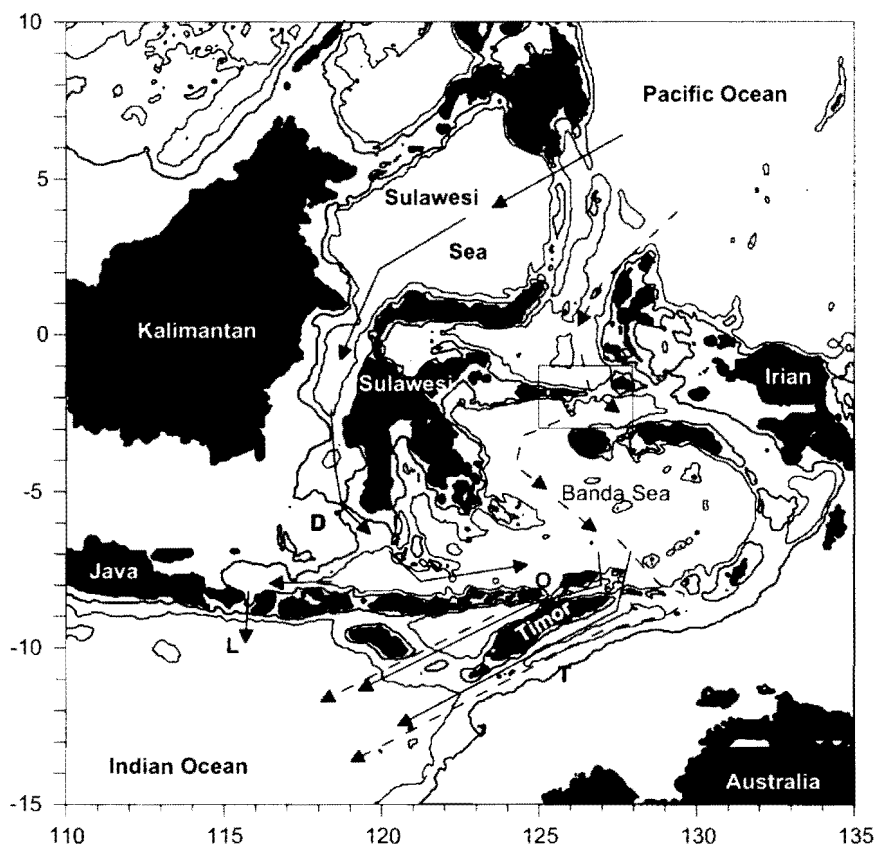 10
Pacific Ocean
5
Sulawesi
Sea
0
Kalimantan
Sulawesi
Irian
-5
Banda Sea
D
Java
O
Timor
-10
L
T
Indian Ocean
Australia
-15
110
115
120
125
130
135